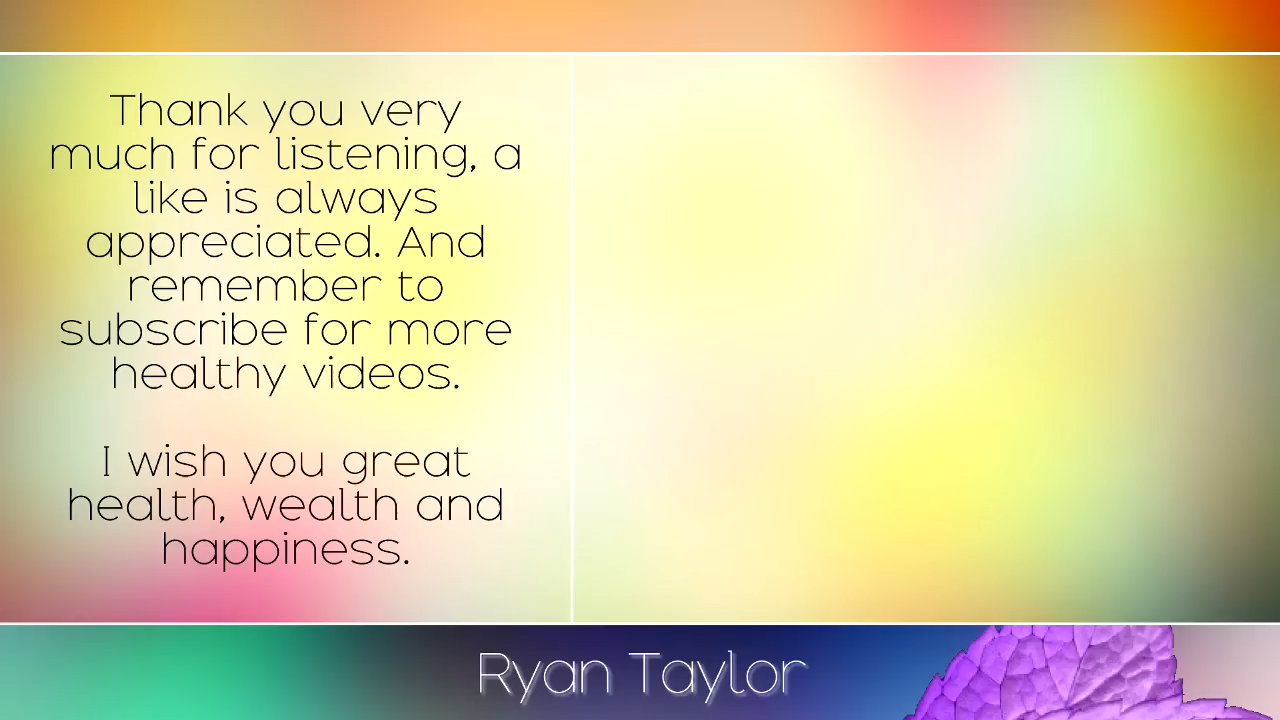 Thank you very
much for listening, a
like is always
appreciated. And
remember to
subscribe for more
healthy videos.
I wish you great
health, wealth and
happiness.
Ryan Taylor